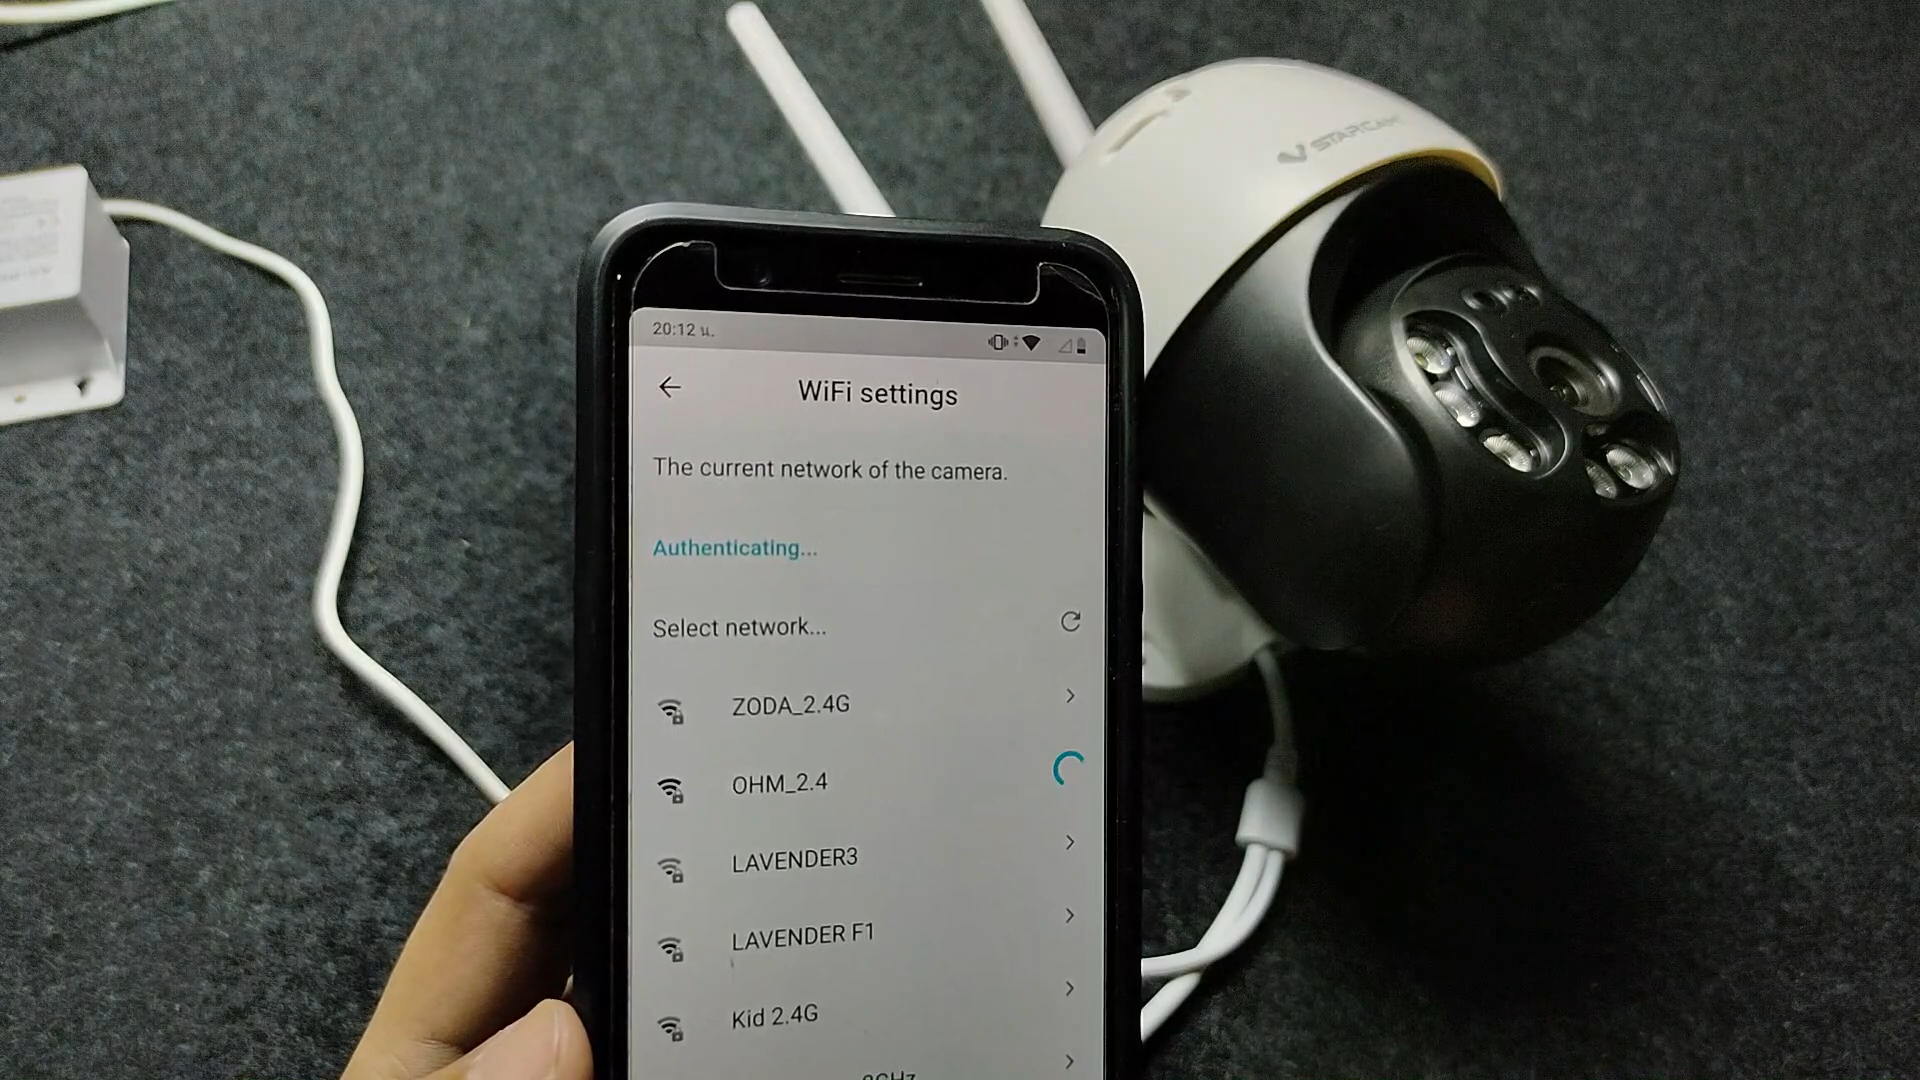 VSTARCAM
20:12 น.
WiFi settings
The current network of the camera.
Authenticating...
Select network...
ZODA_2.4G
OHM_2.4
LAVENDER3
LAVENDER F1
Kid 2.4G